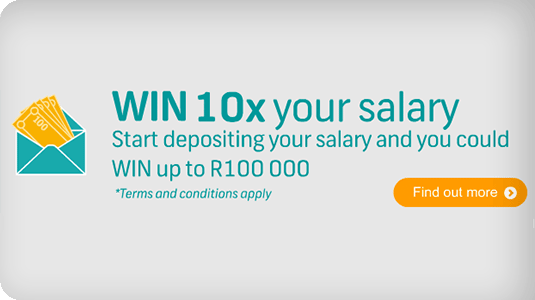 WIN 10x your salary
Start depositing your salary and you could
WIN up to R100 000
*Terms and conditions apply
Find out more
100